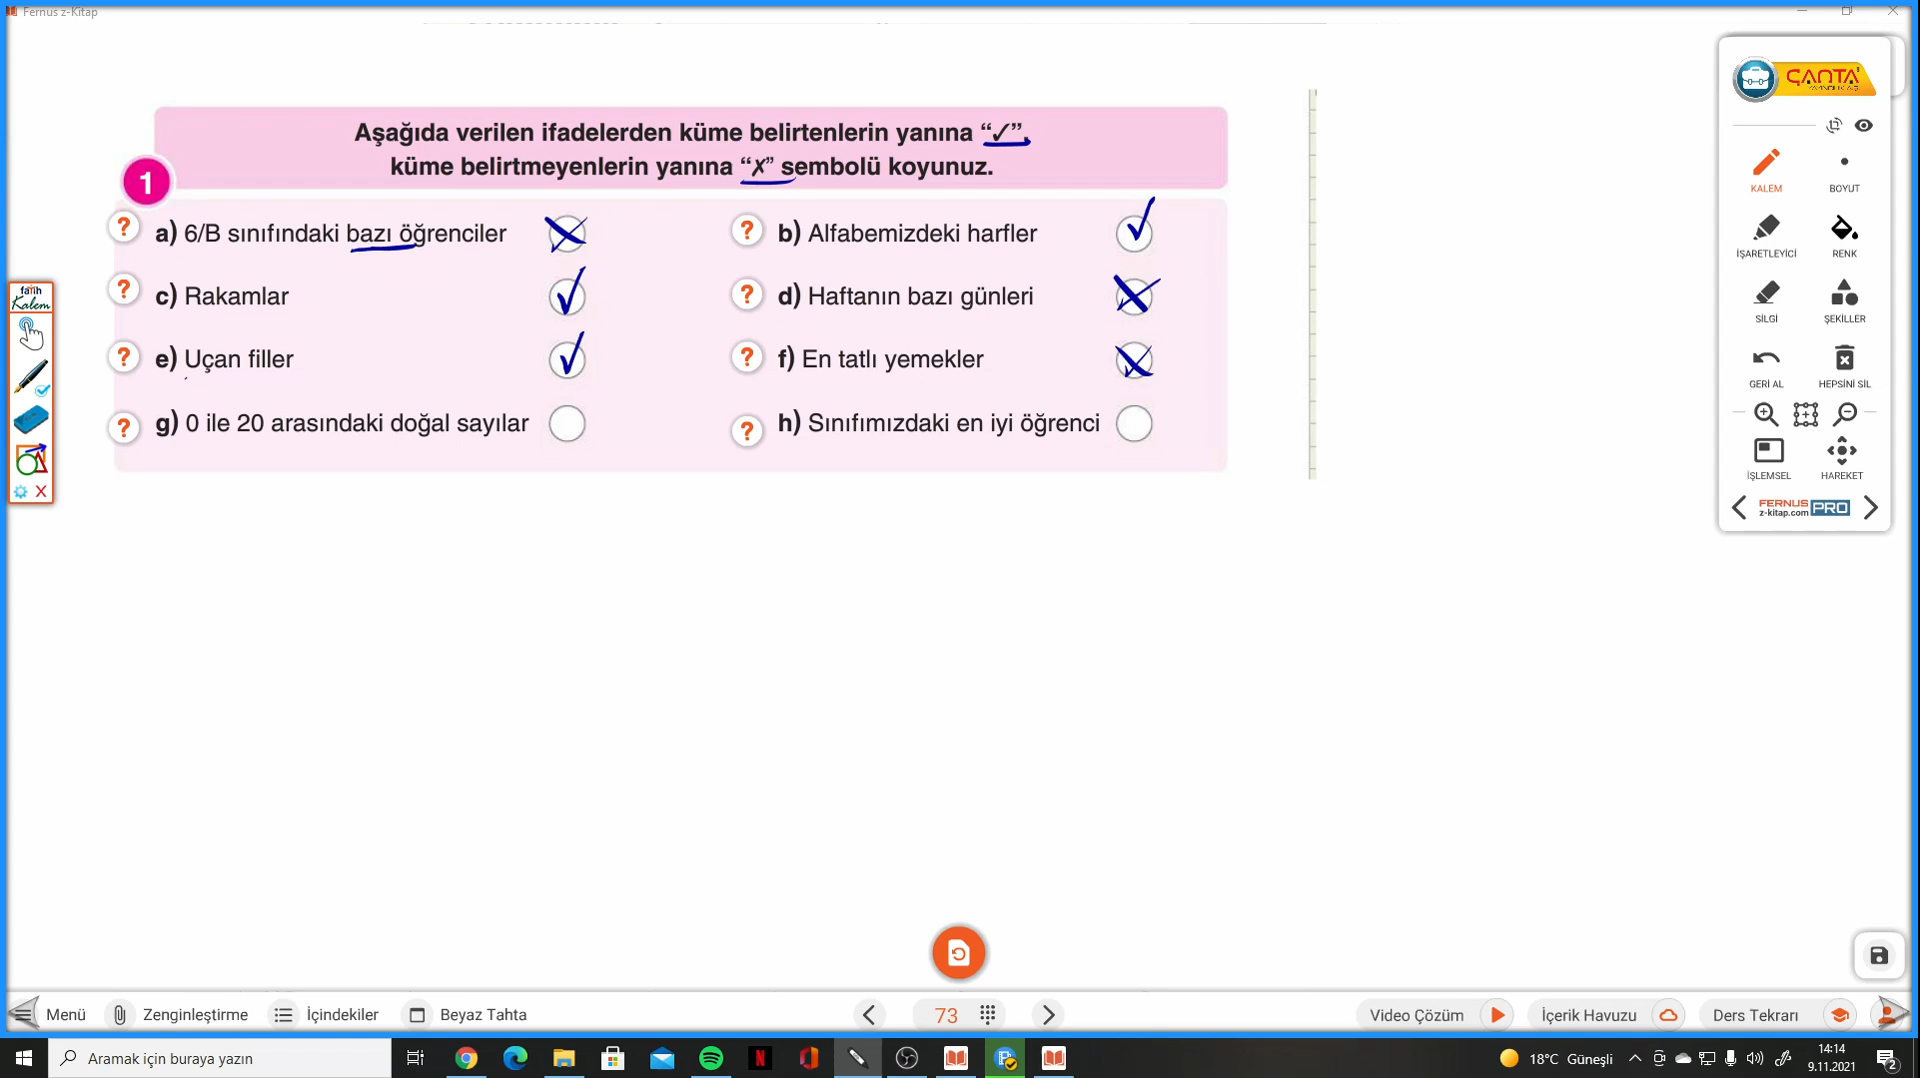 Fernus z-Kitap
Aşağıda verilen ifadelerden küme belirtenlerin yanına “✓”,
küme belirtmeyenlerin yanına “✗” sembolü koyunuz.
1
? a) 6/B sınıfındaki bazı öğrenciler
? b) Alfabemizdeki harfler
? c) Rakamlar
? d) Haftanın bazı günleri
? e) Uçan filler
? f) En tatlı yemekler
? g) 0 ile 20 arasındaki doğal sayılar
? h) Sınıfımızdaki en iyi öğrenci
fatih
Kalem
ÇANTA
KALEM BOYUT
İŞARETLEYİCİ RENK
SİLGİ ŞEKİLLER
GERİ AL HEPSİNİ SİL
İŞLEMSEL HAREKET
FERNUS
z-kitap.com PRO
Menü Zenginleştirme İçindekiler Beyaz Tahta 73 Video Çözüm İçerik Havuzu Ders Tekrarı
Aramak için buraya yazın
18°C Güneşli
14:14
9.11.2021
2